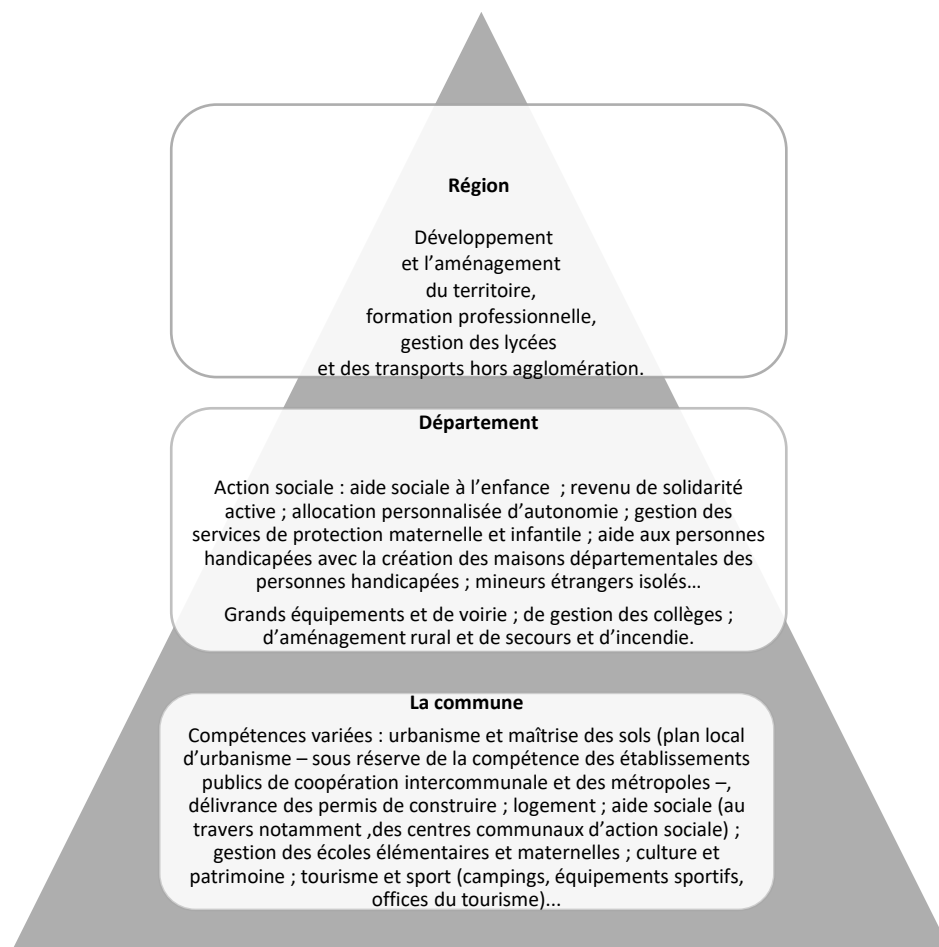 Région
Développement
et l’aménagement
du territoire,
formation professionnelle,
gestion des lycées
et des transports hors agglomération.
Département
Action sociale : aide sociale à l’enfance ; revenu de solidarité
active ; allocation personnalisée d’autonomie ; gestion des
services de protection maternelle et infantile ; aide aux personnes
handicapées avec la création des maisons départementales des
personnes handicapées ; mineurs étrangers isolés…
Grands équipements et de voirie ; de gestion des collèges ;
d’aménagement rural et de secours et d’incendie.
La commune
Compétences variées : urbanisme et maîtrise des sols (plan local
d’urbanisme – sous réserve de la compétence des établissements
publics de coopération intercommunale et des métropoles –,
délivrance des permis de construire ; logement ; aide sociale (au
travers notamment ,des centres communaux d’action sociale) ;
gestion des écoles élémentaires et maternelles ; culture et
patrimoine ; tourisme et sport (campings, équipements sportifs,
offices du tourisme)...